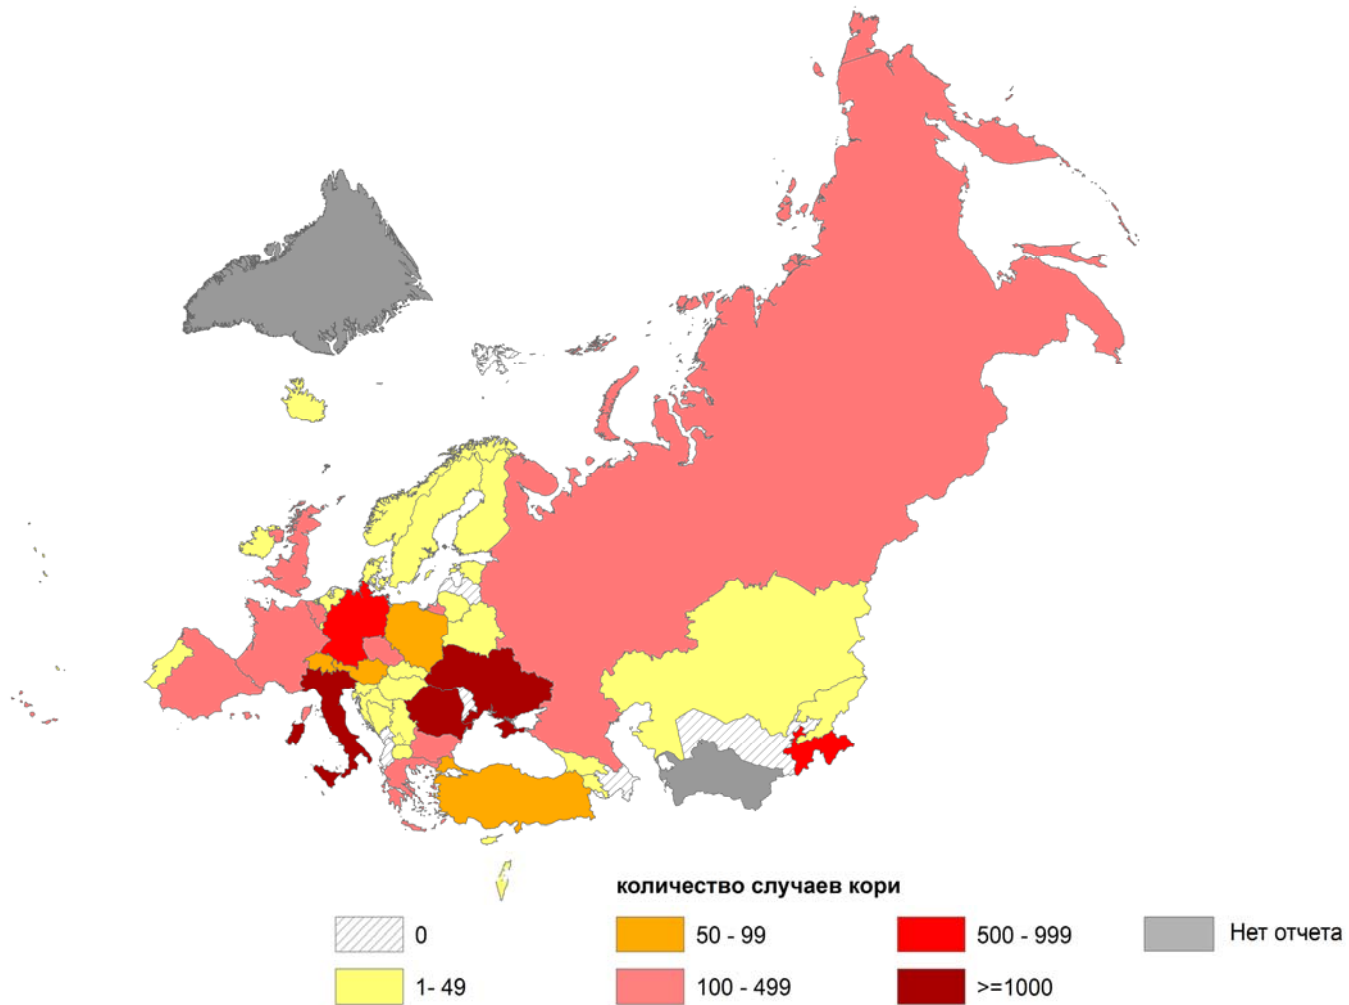 количество случаев кори
0
50 - 99
500 - 999
Нет отчета
1- 49
100 - 499
>=1000